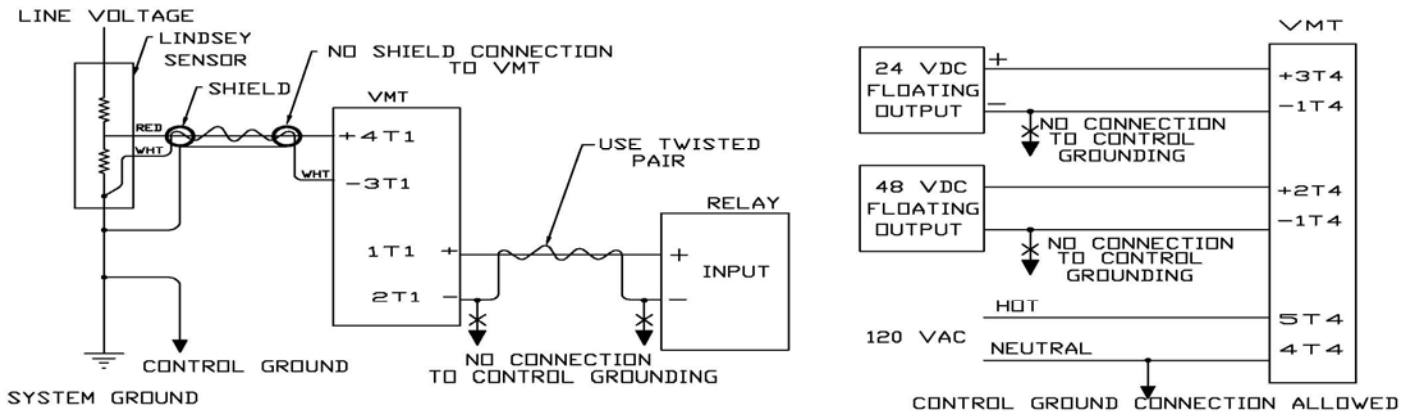 LINE VOLTAGE
LINDSEY
SENSOR
NO SHIELD CONNECTION
TO VMT
SHIELD
VMT
RED
WHT
WHT
+4T1
-3T1
USE TWISTED
PAIR
RELAY
1T1 +
2T1 -
+
INPUT
-
NO CONNECTION
TO CONTROL GROUNDING
CONTROL GROUND
SYSTEM GROUND
VMT
24 VDC
FLOATING
OUTPUT
+
-
+3T4
-1T4
NO CONNECTION
TO CONTROL
GROUNDING
48 VDC
FLOATING
OUTPUT
+2T4
-1T4
NO CONNECTION
TO CONTROL
GROUNDING
120 VAC
HOT
5T4
NEUTRAL
4T4
CONTROL GROUND CONNECTION ALLOWED